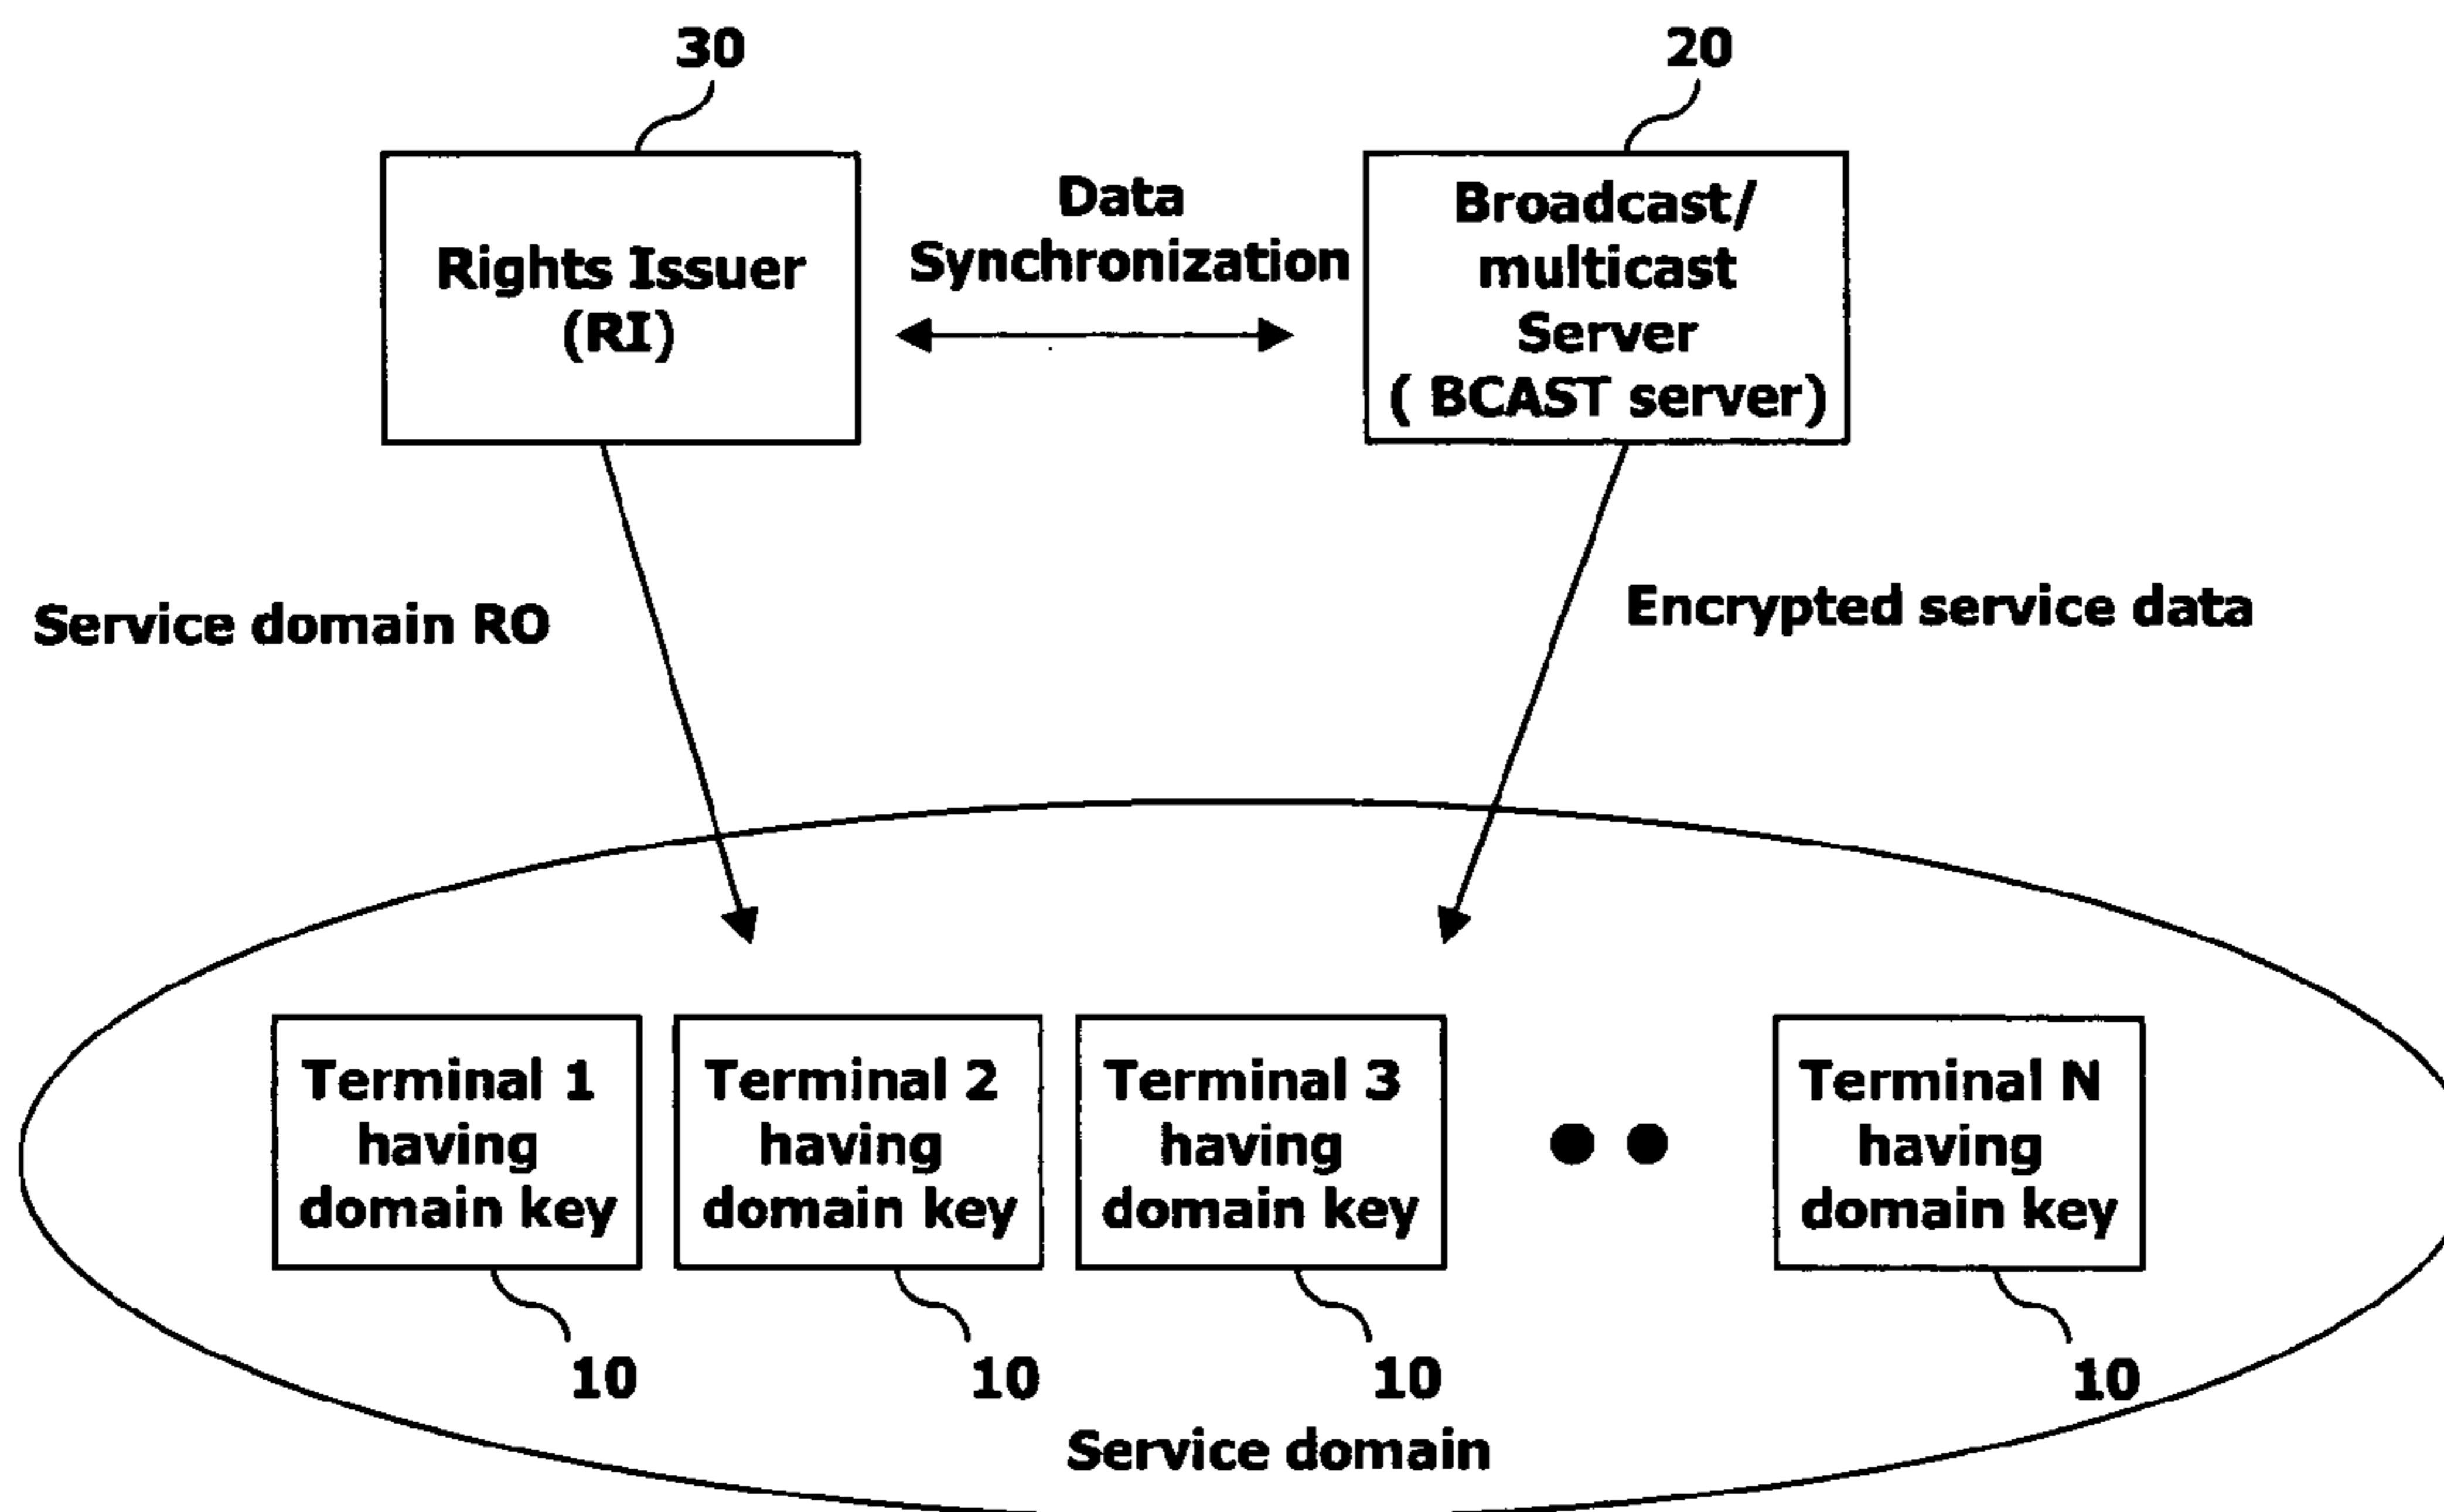 30
20
Rights Issuer
(RI)
Data
Synchronization
Broadcast/
multicast
Server
( BCAST server)
Service domain RO
Encrypted service data
Terminal 1
having
domain key
Terminal 2
having
domain key
Terminal 3
having
domain key
Terminal N
having
domain key
10
10
10
10
Service domain